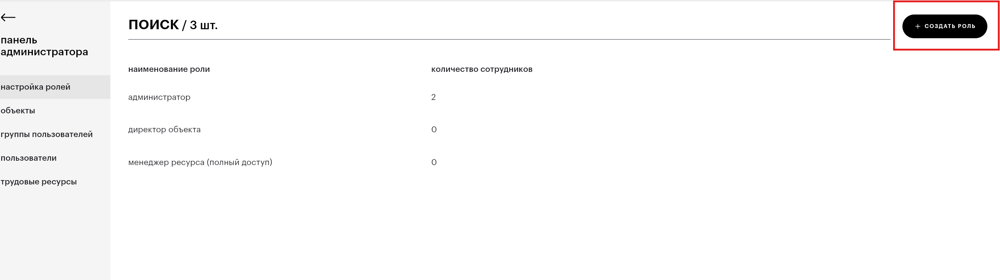 панель
администратора
настройка ролей
объекты
группы пользователей
пользователи
трудовые ресурсы
ПОИСК / 3 шт.
+ СОЗДАТЬ РОЛЬ
наименование роли количество сотрудников
администратор 2
директор объекта 0
менеджер ресурса (полный доступ) 0